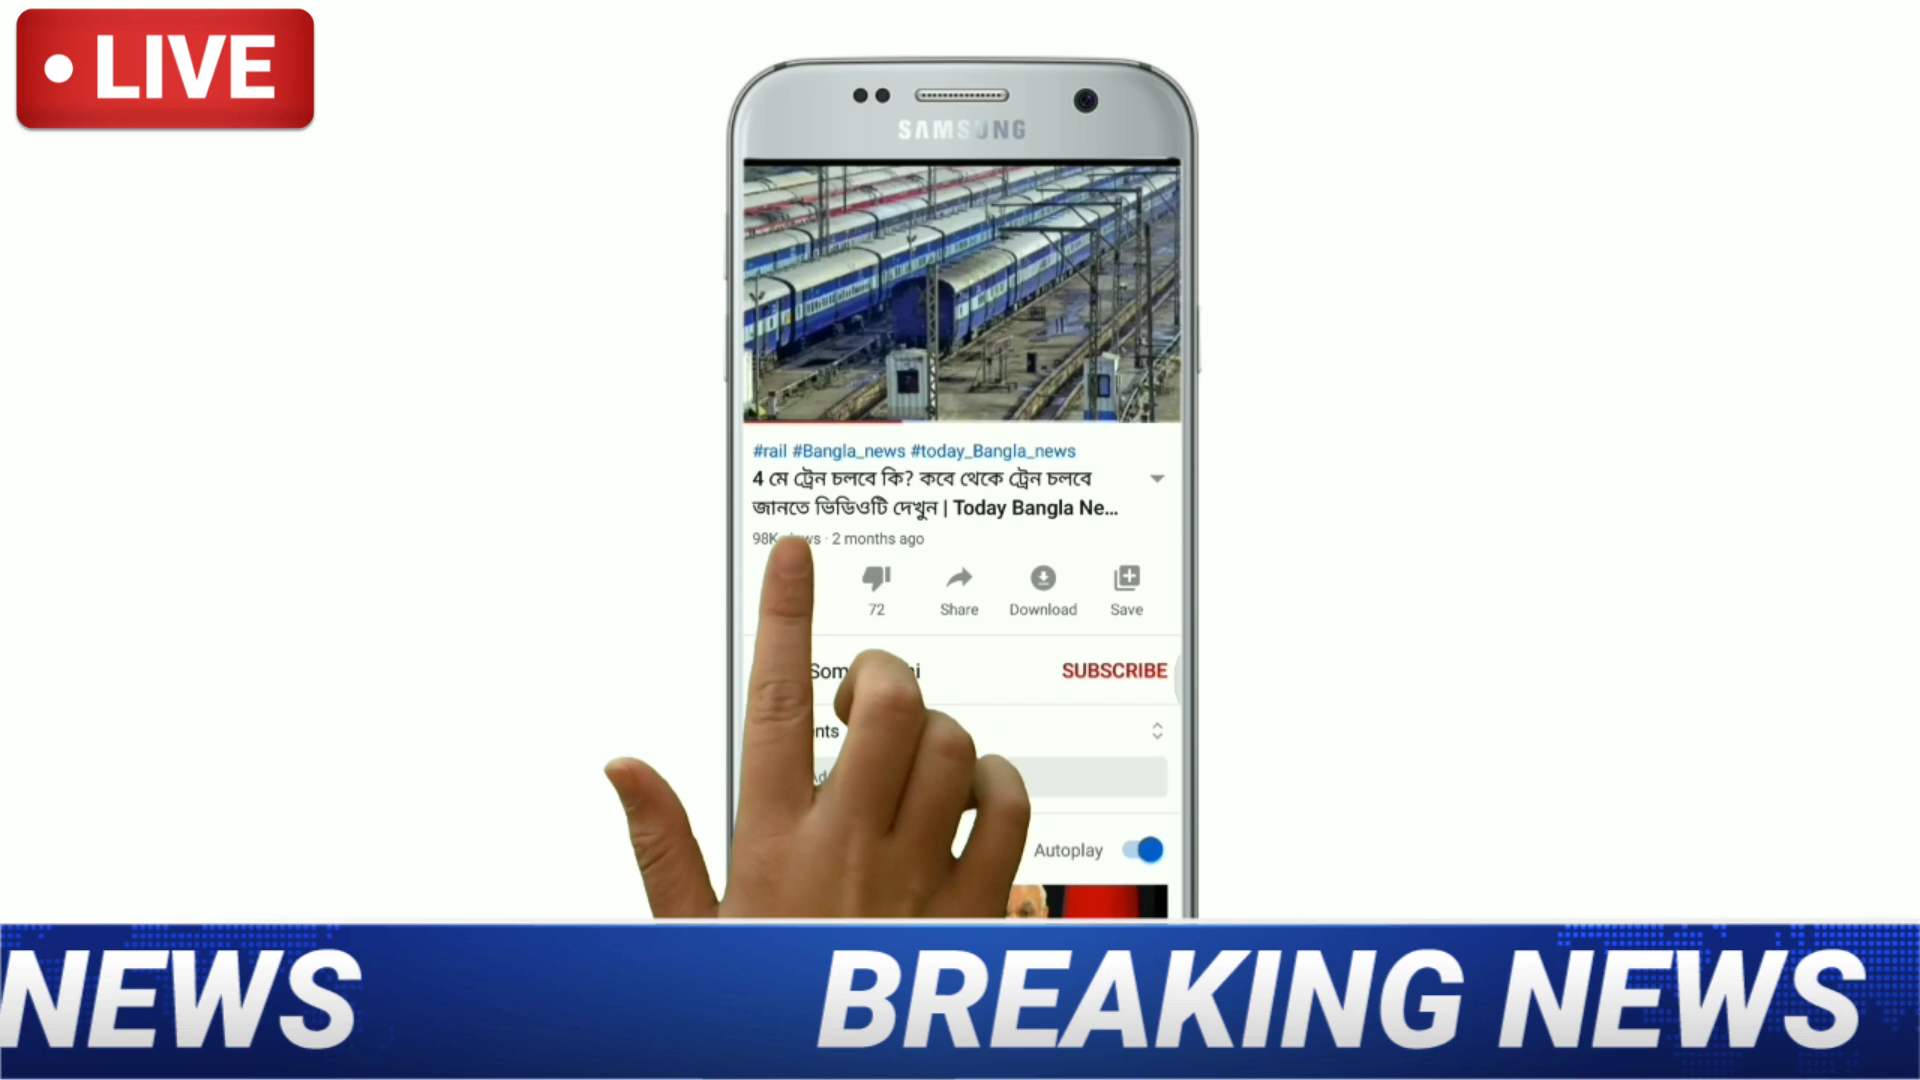 LIVE
SAMSUNG
#rail #Bangla_news #today_Bangla_news
4 মে ট্রেন চলবে কি? কবে থেকে ট্রেন চলবে
জানতে ভিডিওটি দেখুন | Today Bangla Ne...
2 months ago
72 Share Download Save
SUBSCRIBE
Autoplay
NEWS BREAKING NEWS